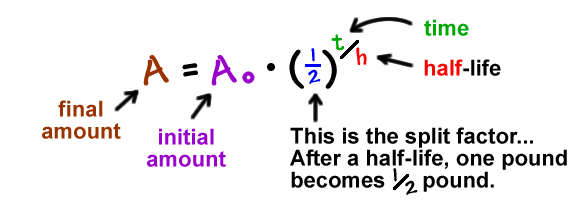 time
A = A₀ · (1/2)^t/h
half-life
final
amount
initial
amount
This is the split factor...
After a half-life, one pound
becomes 1/2 pound.